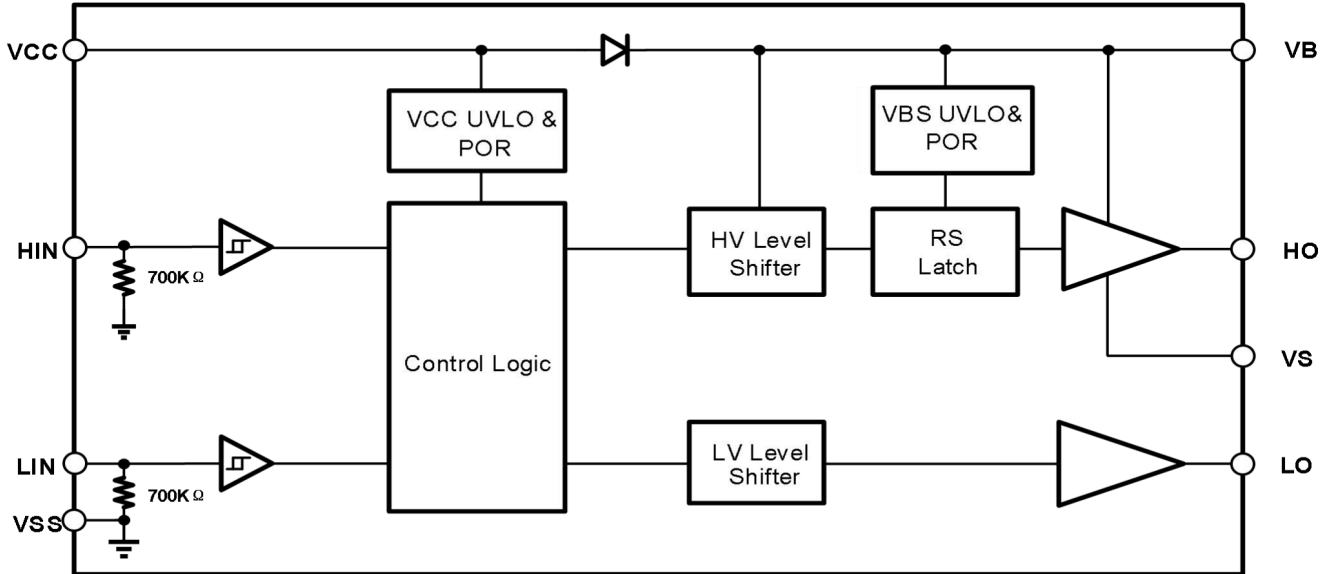 VCC
VB
VCC UVLO &
POR
VBS UVLO&
POR
HIN
700K Ω
HV Level
Shifter
RS
Latch
HO
Control Logic
VS
LIN
700K Ω
LV Level
Shifter
LO
VSS